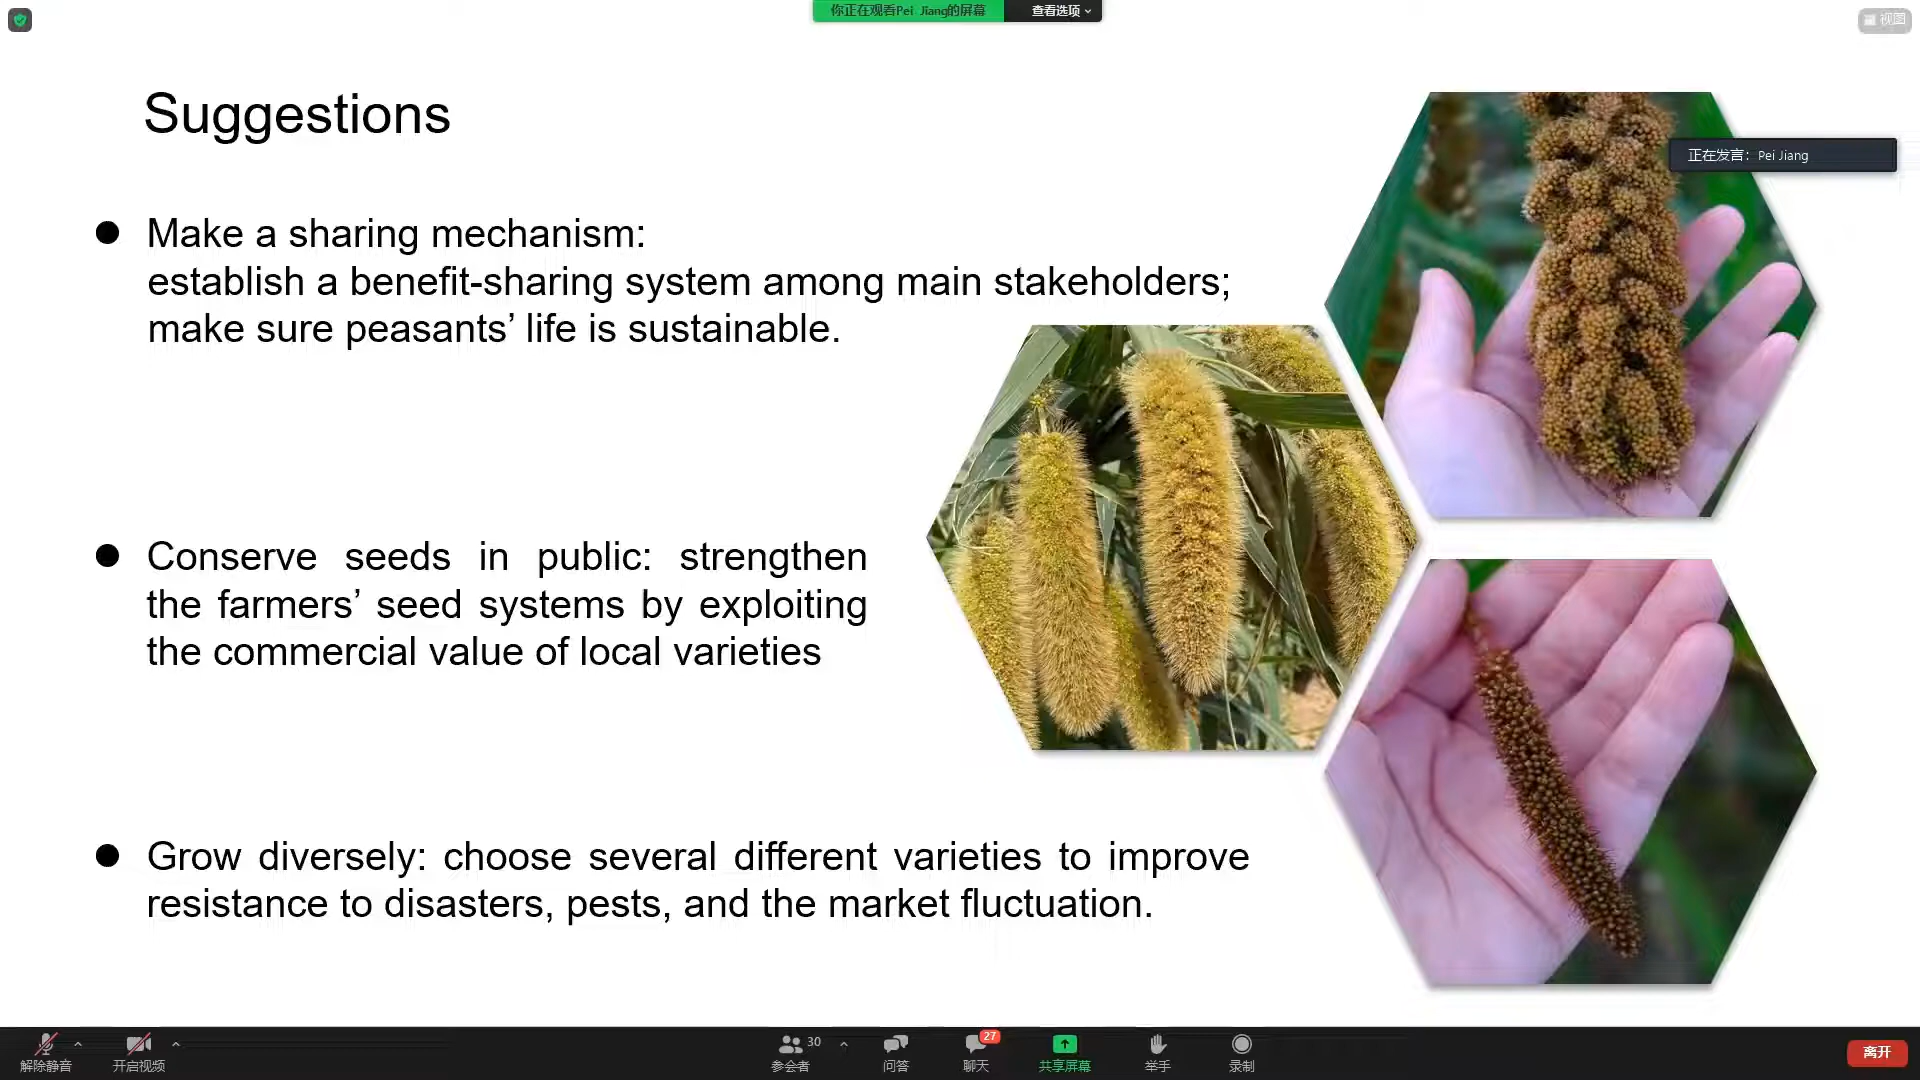 你正在观看Pei Jiang的屏幕 查看选项
视图
Suggestions
正在发言: Pei Jiang
● Make a sharing mechanism:
establish a benefit-sharing system among main stakeholders;
make sure peasants’ life is sustainable.
● Conserve seeds in public: strengthen
the farmers’ seed systems by exploiting
the commercial value of local varieties
● Grow diversely: choose several different varieties to improve
resistance to disasters, pests, and the market fluctuation.
30 27
解除静音 开启视频 参会者 问答 聊天 共享屏幕 举手 录制 离开